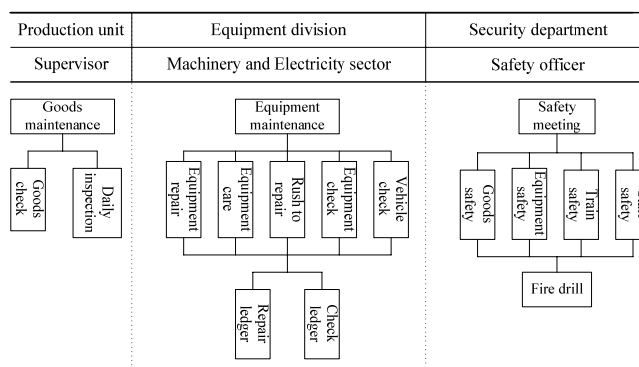 Production unit
Equipment division
Security department
Supervisor
Machinery and Electricity sector
Safety officer
Goods
maintenance
Equipment
maintenance
Safety
meeting
Goods
check
Daily
inspection
Equipment
repair
Equipment
care
Rush to
repair
Equipment
check
Vehicle
check
Goods
safety
Equipment
safety
Train
safety
safety
Repair
ledger
Check
ledger
Fire drill